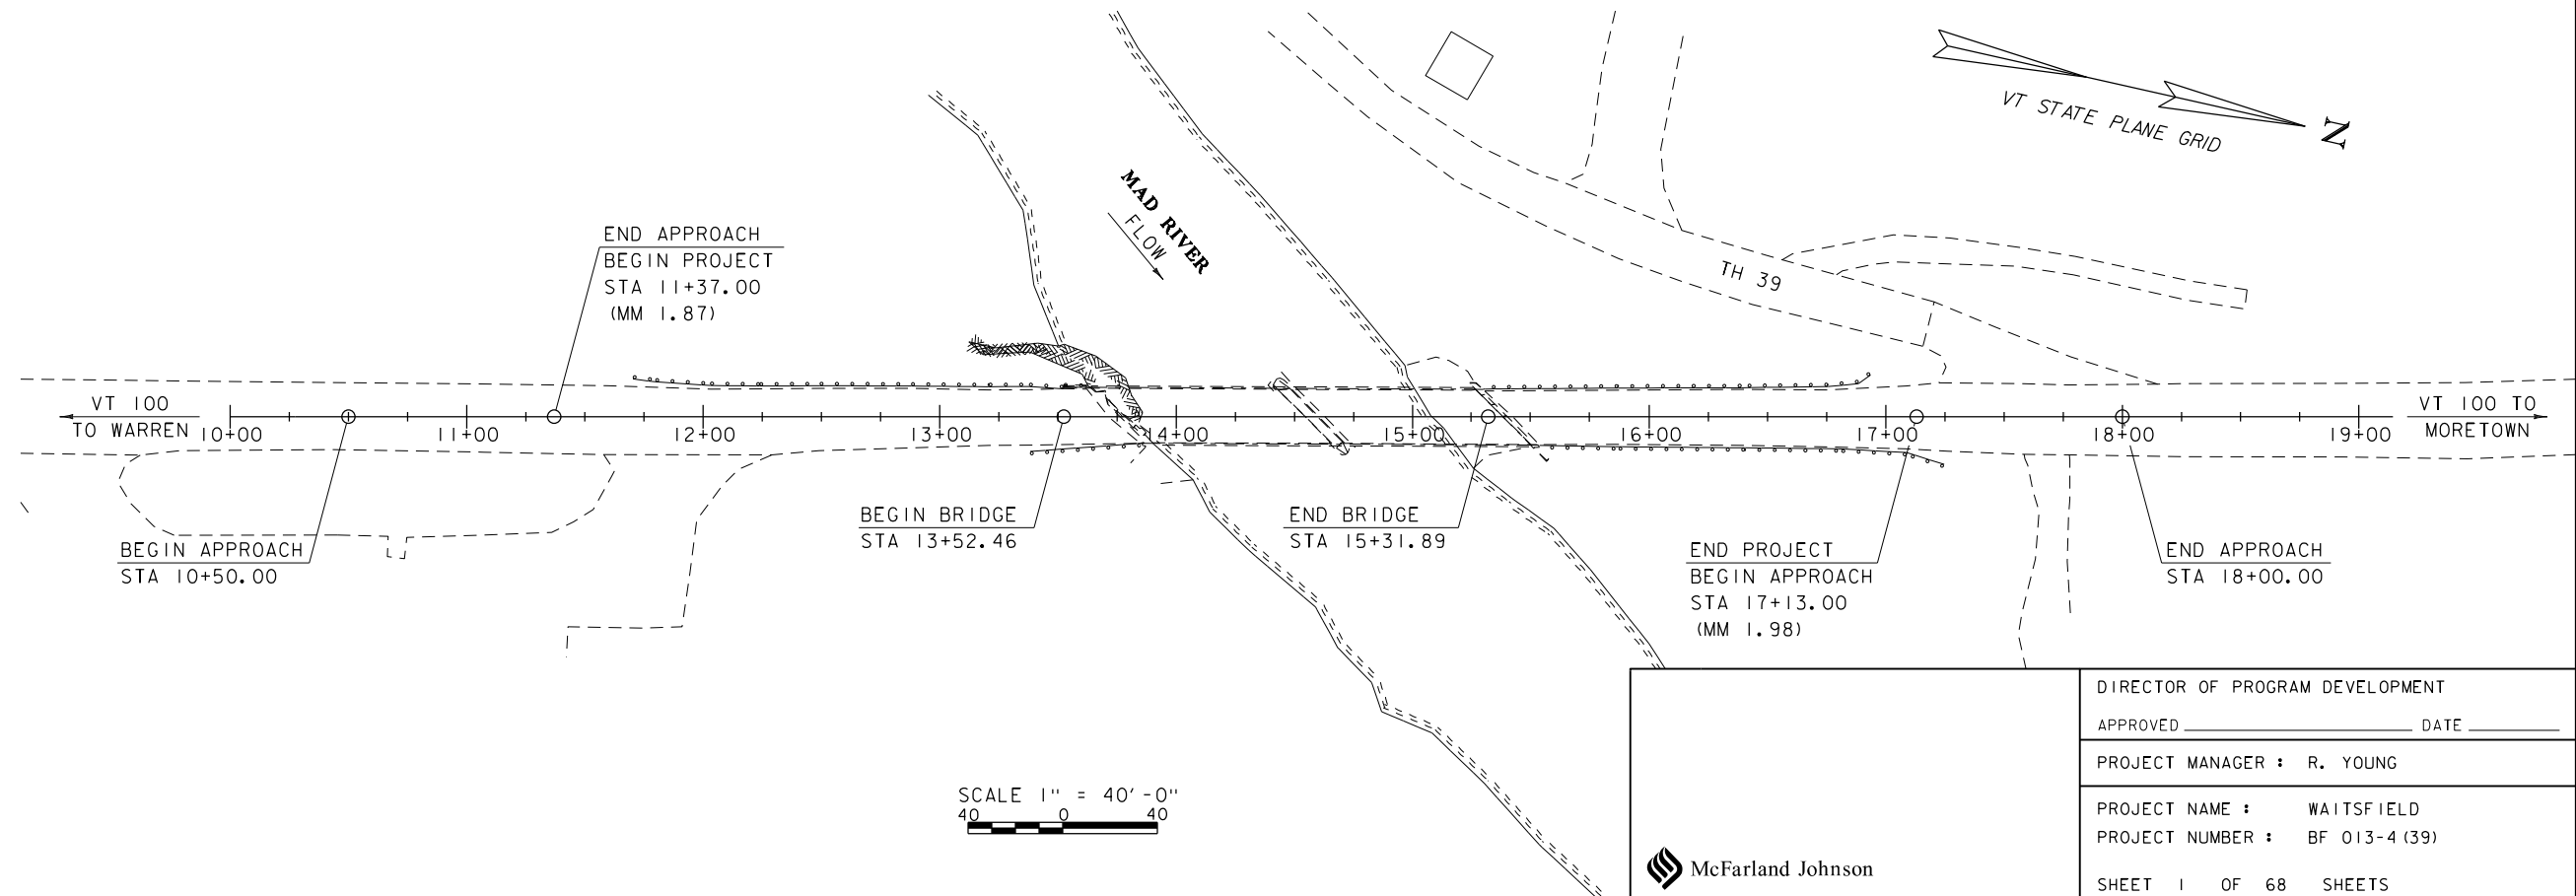 VT STATE PLANE GRID
N
MAD RIVER
FLOW
END APPROACH
BEGIN PROJECT
STA 11+37.00
(MM 1.87)
TH 39
VT 100
TO WARREN
10+00
11+00
12+00
13+00
14+00
15+00
16+00
17+00
18+00
19+00
VT 100 TO
MORETOWN
BEGIN APPROACH
STA 10+50.00
BEGIN BRIDGE
STA 13+52.46
END BRIDGE
STA 15+31.89
END PROJECT
BEGIN APPROACH
STA 17+13.00
(MM 1.98)
END APPROACH
STA 18+00.00
SCALE 1" = 40'-0"
40 0 40
McFarland Johnson
DIRECTOR OF PROGRAM DEVELOPMENT
APPROVED DATE
PROJECT MANAGER : R. YOUNG
PROJECT NAME : WAITSFIELD
PROJECT NUMBER : BF 013-4(39)
SHEET 1 OF 68 SHEETS